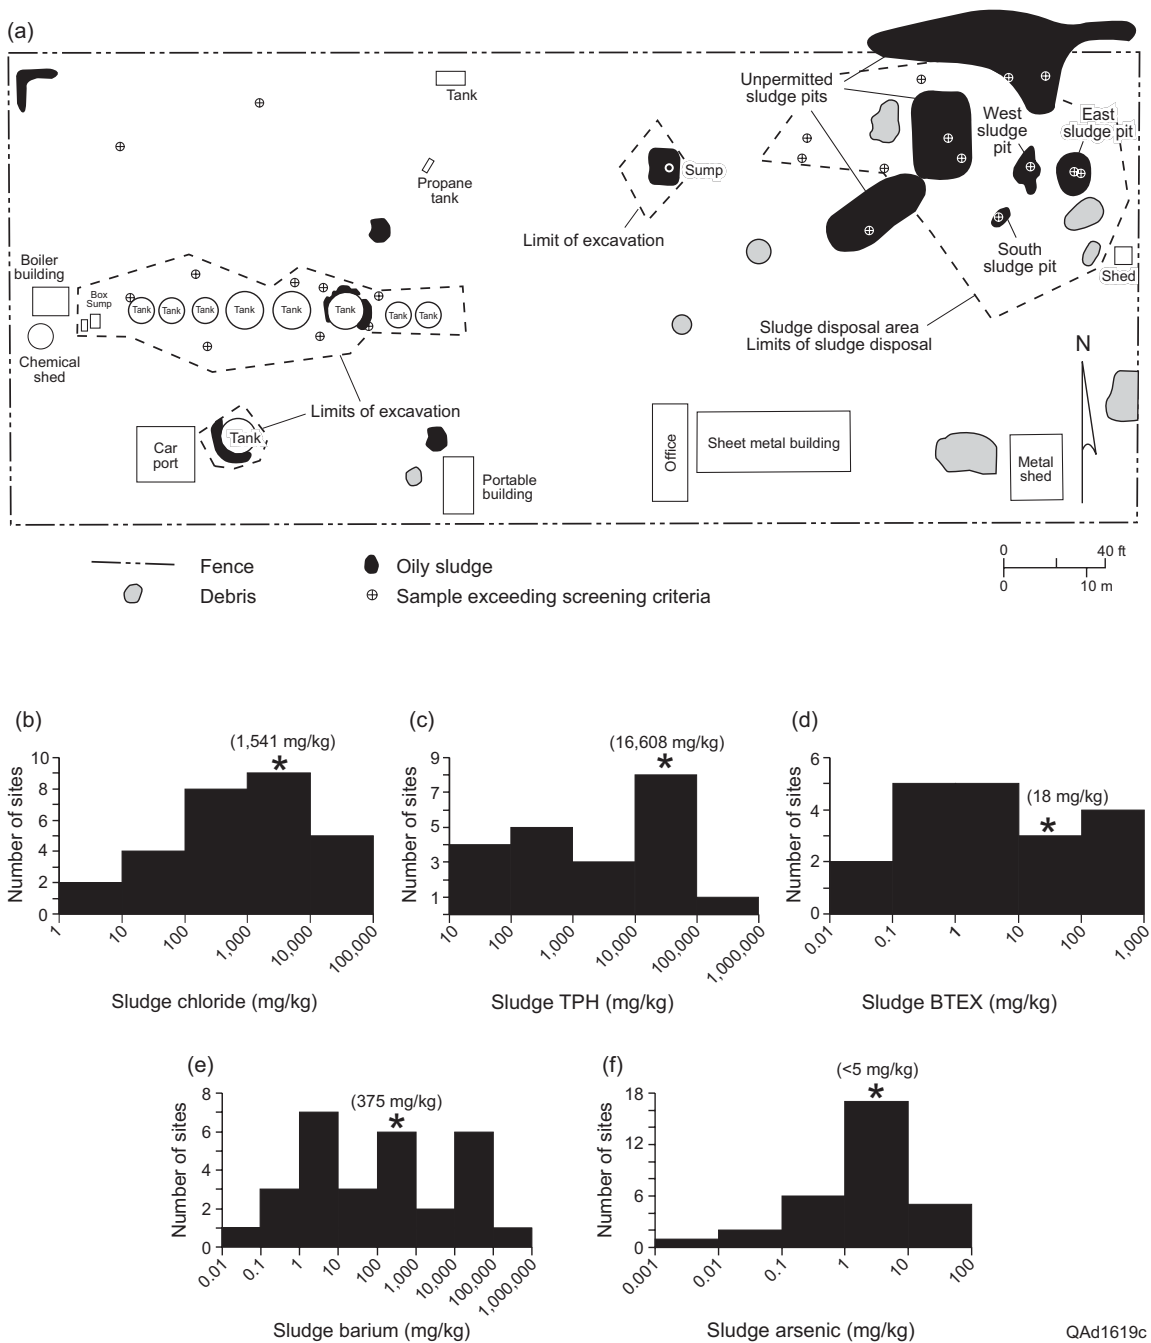 (a)
Tank
Propane
tank
Boiler
building
Box
Sump
Tank
Tank
Tank
Tank
Tank
Tank
Tank
Tank
Chemical
shed
Limits of excavation
Car
port
Tank
Portable
building
Sump
Limit of excavation
Unpermitted
sludge pits
West
sludge
pit
East
sludge pit
South
sludge pit
Shed
Sludge disposal area
Limits of sludge disposal
N
Office
Sheet metal building
Metal
shed
Fence
Debris
Oily sludge
Sample exceeding screening criteria
0 40 ft
0 10 m
(b)
(1,541 mg/kg)
*
Number of sites
10
8
6
4
2
0
1 10 100 1,000 10,000 100,000
Sludge chloride (mg/kg)
(c)
(16,608 mg/kg)
*
Number of sites
9
7
5
3
1
10 100 1,000 10,000 100,000 1,000,000
Sludge TPH (mg/kg)
(d)
(18 mg/kg)
*
Number of sites
6
4
2
0
0.01 0.1 1 10 100 1,000
Sludge BTEX (mg/kg)
(e)
(375 mg/kg)
*
Number of sites
8
6
4
2
0
0.01 0.1 1 10 100 1,000 10,000 100,000 1,000,000
Sludge barium (mg/kg)
(f)
(<5 mg/kg)
*
Number of sites
18
12
6
0
0.001 0.01 0.1 1 10 100
Sludge arsenic (mg/kg)
QAd1619c